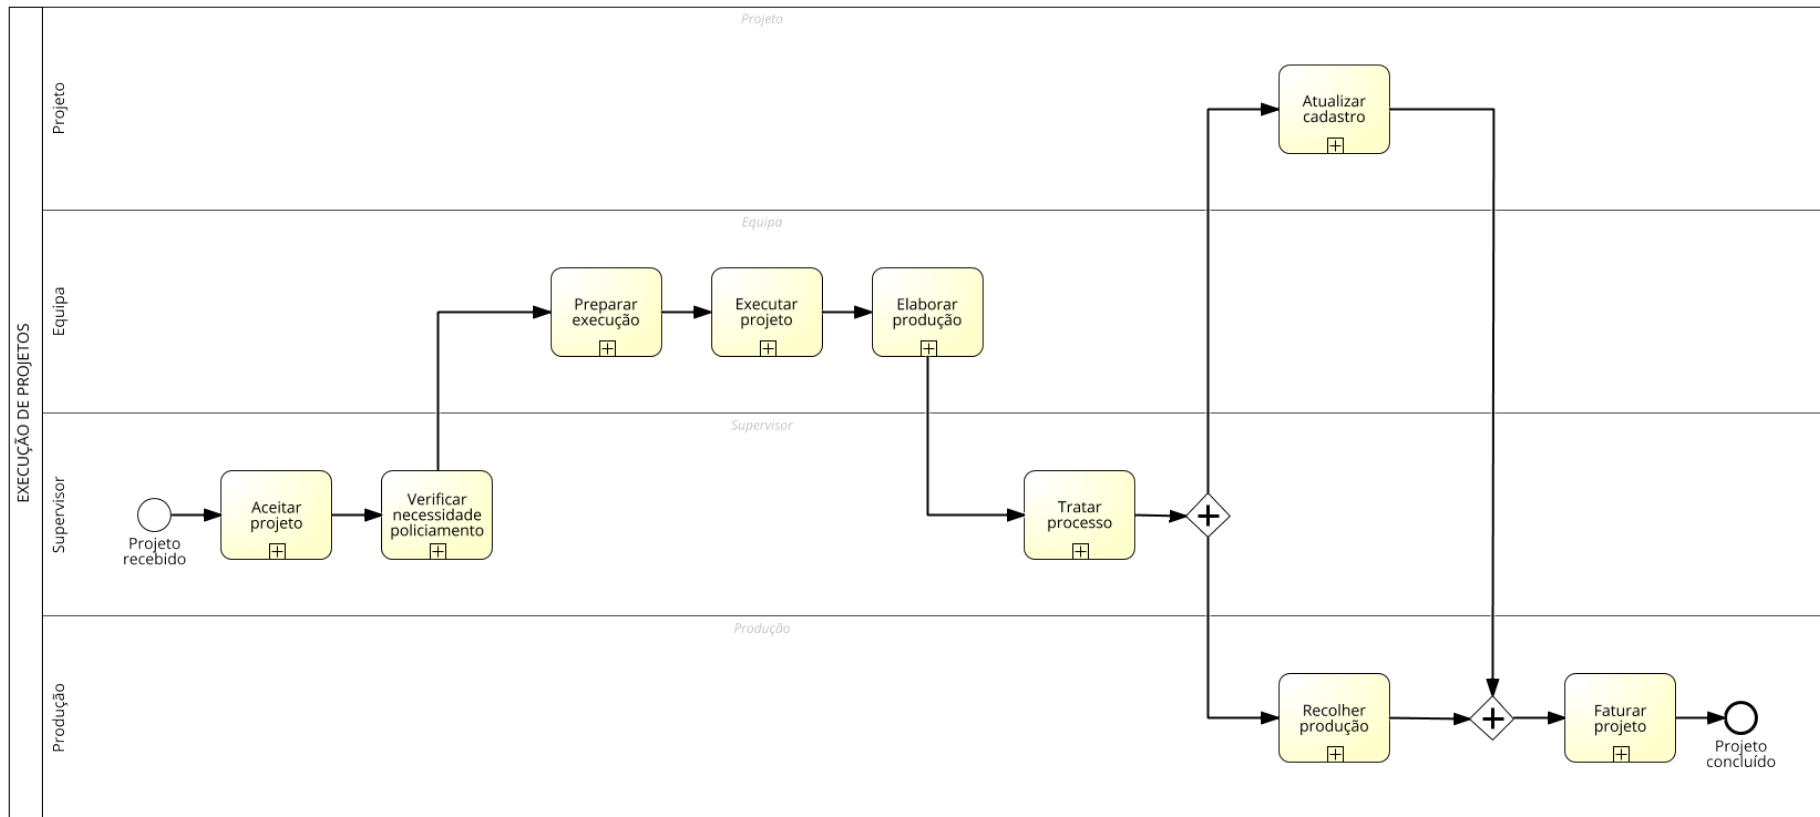 EXECUÇÃO DE PROJETOS
Projeto
Projeto
Atualizar
cadastro
Equipa
Equipa
Preparar
execução
Executar
projeto
Elaborar
produção
Supervisor
Supervisor
Projeto
recebido
Aceitar
projeto
Verificar
necessidade
policiamento
Tratar
processo
Produção
Produção
Recolher
produção
Faturar
projeto
Projeto
concluído